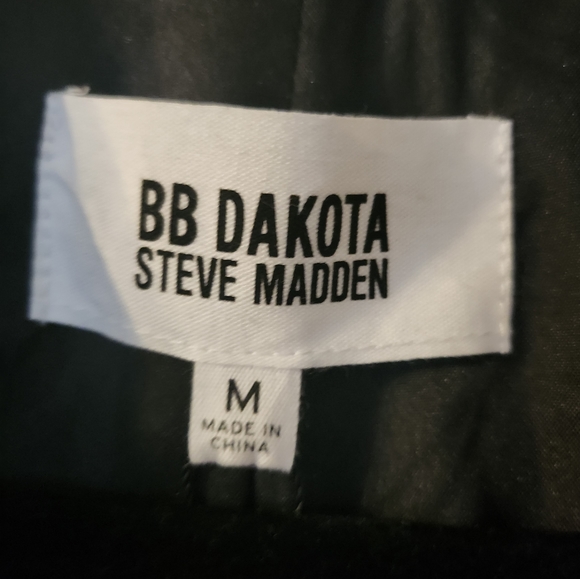 BB DAKOTA
STEVE MADDEN
M
MADE IN
CHINA